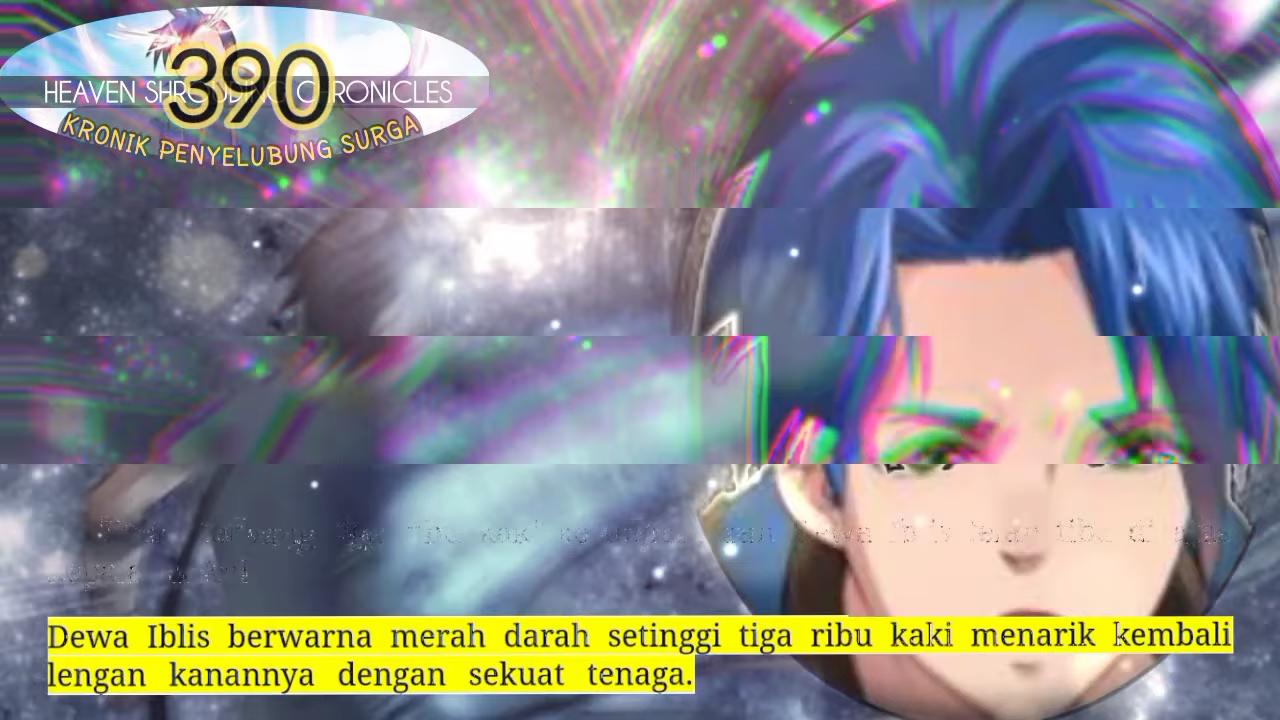 390
HEAVEN SHROUDING CHRONICLES
KRONIK PENYELUBUNG SURGA
Dewa Iblis berwarna merah darah setinggi tiga ribu kaki menarik kembali
lengan kanannya dengan sekuat tenaga.